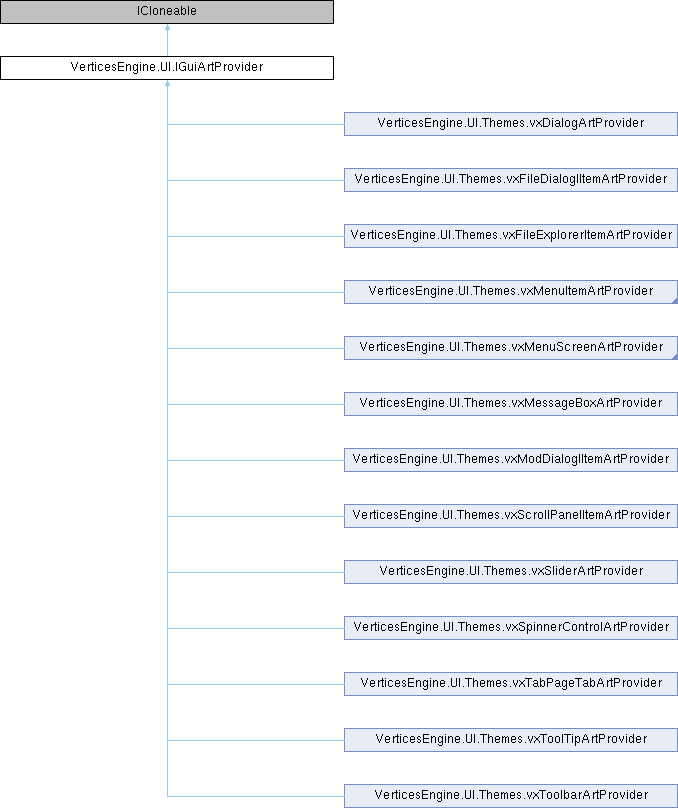 ICloneable
VerticesEngine.UI.IGuiArtProvider
VerticesEngine.UI.Themes.vxDialogArtProvider
VerticesEngine.UI.Themes.vxFileDialogIItemArtProvider
VerticesEngine.UI.Themes.vxFileExplorerItemArtProvider
VerticesEngine.UI.Themes.vxMenuItemArtProvider
VerticesEngine.UI.Themes.vxMenuScreenArtProvider
VerticesEngine.UI.Themes.vxMessageBoxArtProvider
VerticesEngine.UI.Themes.vxModDialogIItemArtProvider
VerticesEngine.UI.Themes.vxScrollPanelItemArtProvider
VerticesEngine.UI.Themes.vxSliderArtProvider
VerticesEngine.UI.Themes.vxSpinnerControlArtProvider
VerticesEngine.UI.Themes.vxTabPageTabArtProvider
VerticesEngine.UI.Themes.vxToolTipArtProvider
VerticesEngine.UI.Themes.vxToolbarArtProvider